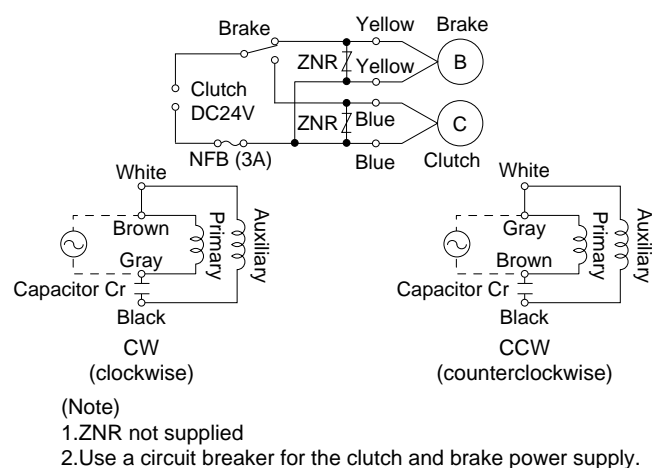 Brake
Yellow
Brake
ZNR
Yellow
B
Clutch
DC24V
ZNR
Blue
C
NFB (3A)
Blue
Clutch
White
Brown
Primary
Auxiliary
Gray
Capacitor Cr
Black
CW
(clockwise)
White
Gray
Primary
Auxiliary
Brown
Capacitor Cr
Black
CCW
(counterclockwise)
(Note)
1.ZNR not supplied
2.Use a circuit breaker for the clutch and brake power supply.